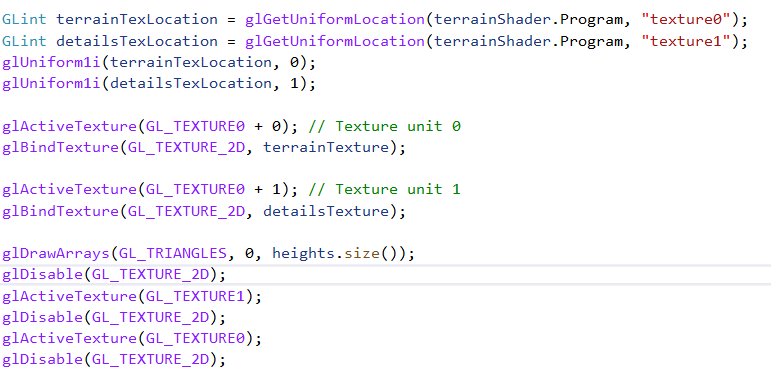 GLint terrainTexLocation = glGetUniformLocation(terrainShader.Program, "texture0");
GLint detailsTexLocation = glGetUniformLocation(terrainShader.Program, "texture1");
glUniform1i(terrainTexLocation, 0);
glUniform1i(detailsTexLocation, 1);
glActiveTexture(GL_TEXTURE0 + 0); // Texture unit 0
glBindTexture(GL_TEXTURE_2D, terrainTexture);
glActiveTexture(GL_TEXTURE0 + 1); // Texture unit 1
glBindTexture(GL_TEXTURE_2D, detailsTexture);
glDrawArrays(GL_TRIANGLES, 0, heights.size());
glDisable(GL_TEXTURE_2D);
glActiveTexture(GL_TEXTURE1);
glDisable(GL_TEXTURE_2D);
glActiveTexture(GL_TEXTURE0);
glDisable(GL_TEXTURE_2D);